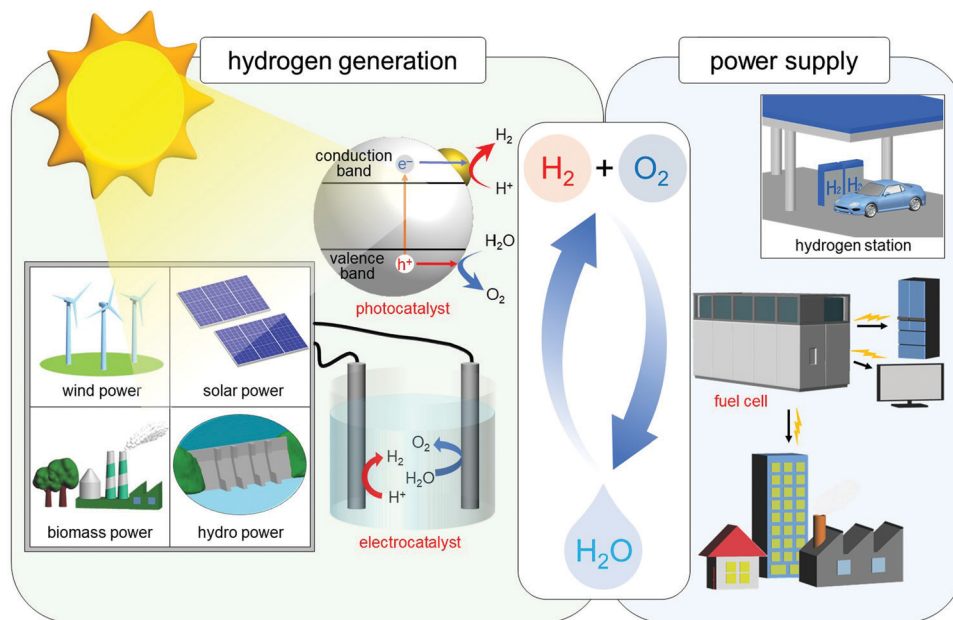 hydrogen generation
conduction
band
e⁻
H₂
H⁺
valence
band
h⁺
H₂O
O₂
photocatalyst
wind power
solar power
biomass power
hydro power
O₂
H₂
H₂O
H⁺
electrocatalyst
H₂ + O₂
H₂O
power supply
H₂ H₂
hydrogen station
fuel cell